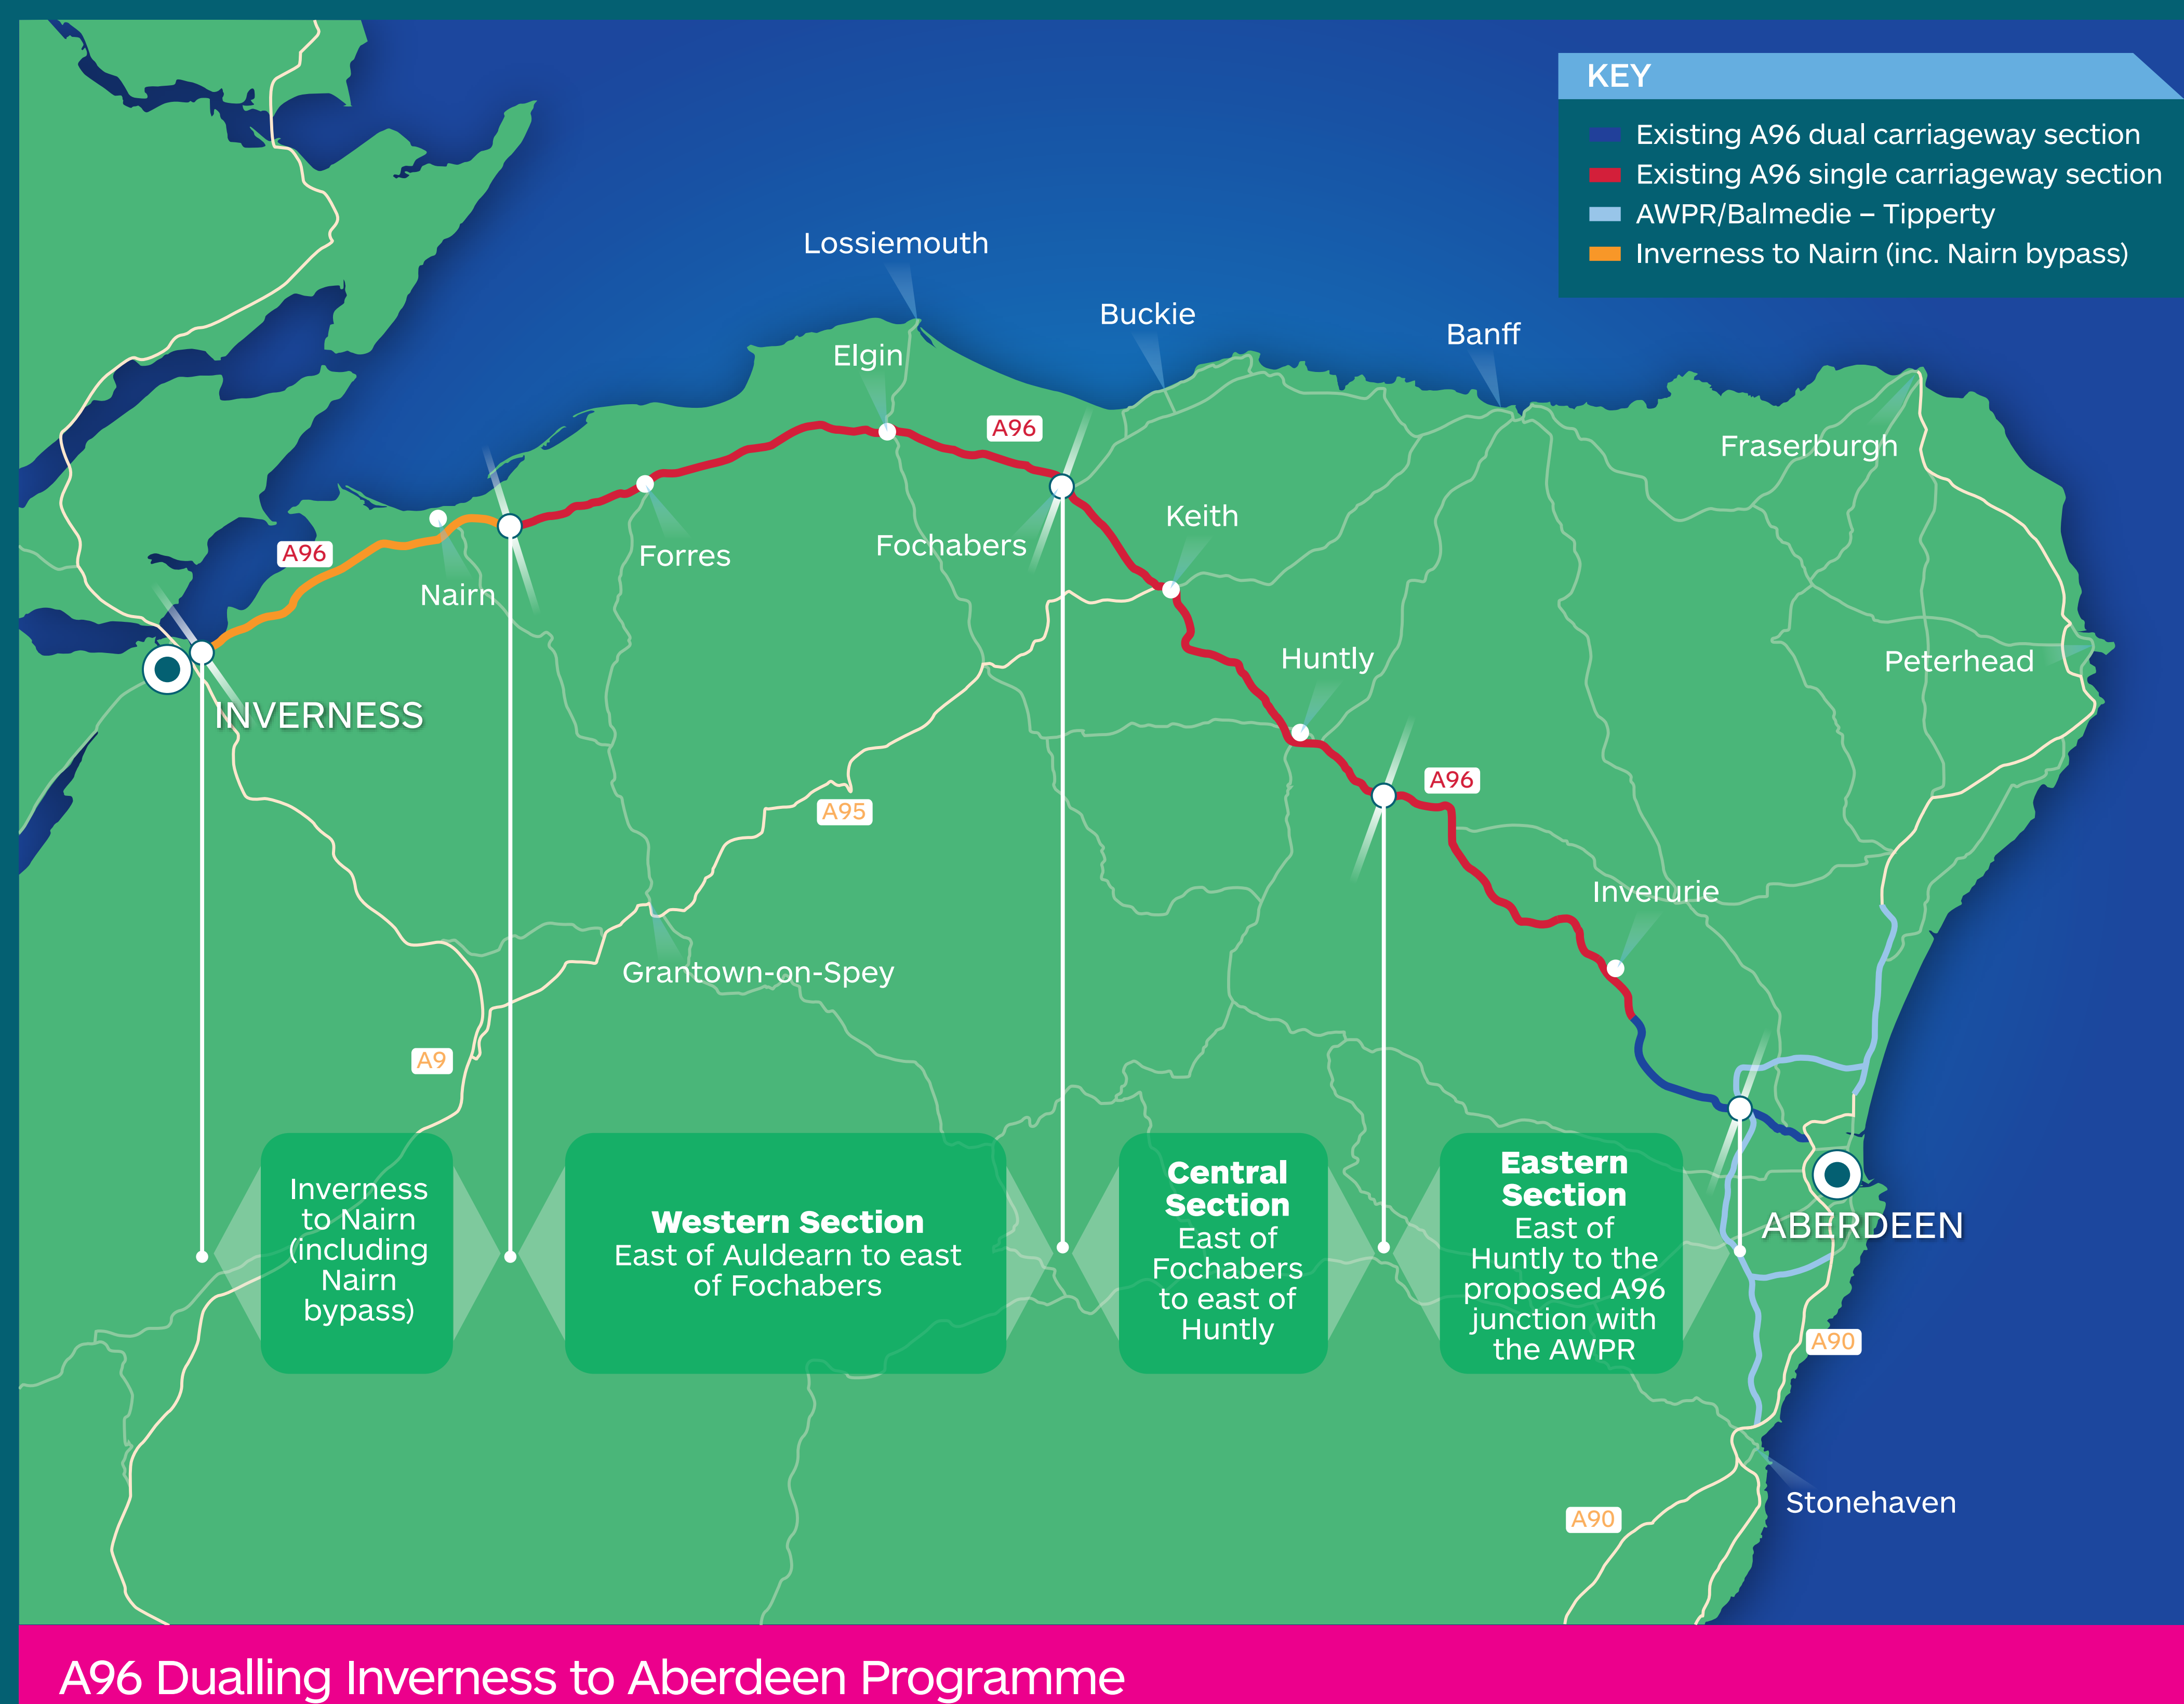 KEY
Existing A96 dual carriageway section
Existing A96 single carriageway section
AWPR/Balmedie – Tipperty
Inverness to Nairn (inc. Nairn bypass)
Lossiemouth
Buckie
Banff
Elgin
A96
Fraserburgh
Keith
Fochabers
A96
Forres
Nairn
Huntly
Peterhead
INVERNESS
A96
A95
Inverurie
Grantown-on-Spey
A9
Inverness
to Nairn
(including
Nairn
bypass)
Western Section
East of Auldearn to east
of Fochabers
Central
Section
East of
Fochabers
to east of
Huntly
Eastern
Section
East of
Huntly to the
proposed A96
junction with
the AWPR
ABERDEEN
A90
Stonehaven
A90
A96 Dualling Inverness to Aberdeen Programme